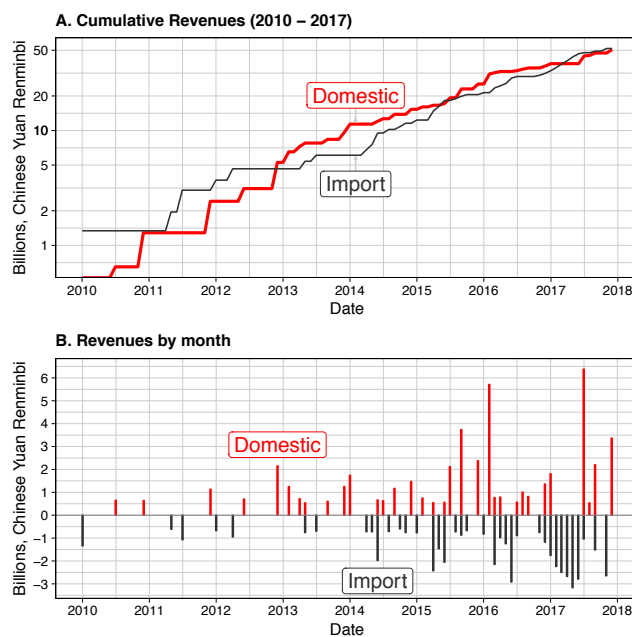 A. Cumulative Revenues (2010 – 2017)
Billions, Chinese Yuan Renminbi
50
20
10
5
2
1
Domestic
Import
2010 2011 2012 2013 2014 2015 2016 2017 2018
Date
B. Revenues by month
Billions, Chinese Yuan Renminbi
6
5
4
3
2
1
0
−1
−2
−3
Domestic
Import
2010 2011 2012 2013 2014 2015 2016 2017 2018
Date